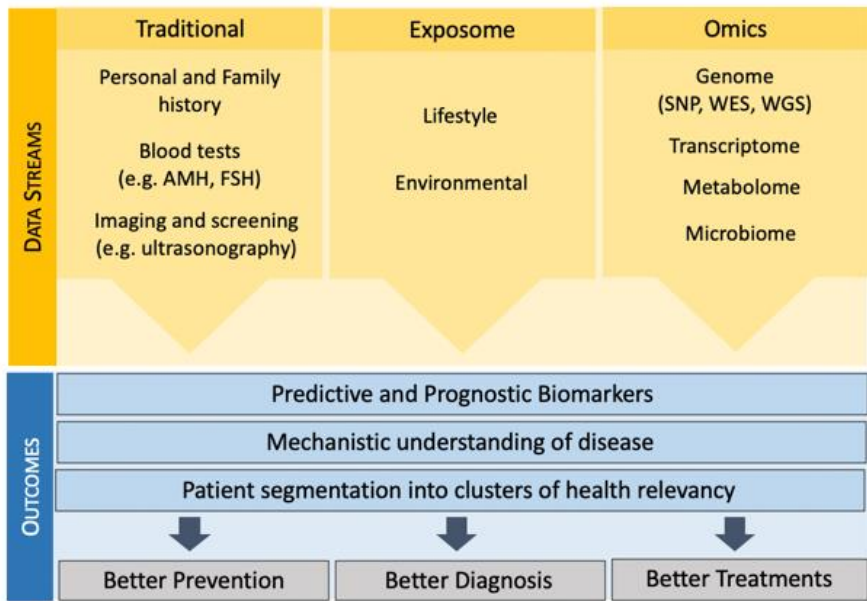 DATA STREAMS
Traditional
Personal and Family
history
Blood tests
(e.g. AMH, FSH)
Imaging and screening
(e.g. ultrasonography)
Exposome
Lifestyle
Environmental
Omics
Genome
(SNP, WES, WGS)
Transcriptome
Metabolome
Microbiome
OUTCOMES
Predictive and Prognostic Biomarkers
Mechanistic understanding of disease
Patient segmentation into clusters of health relevancy
Better Prevention
Better Diagnosis
Better Treatments